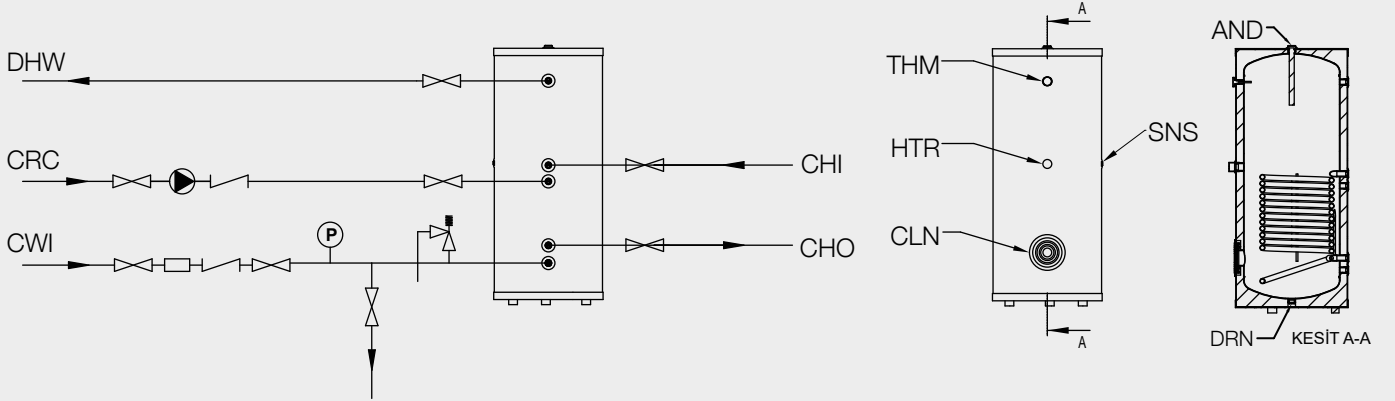 DHW
CRC
CWI
P
CHI
CHO
A
THM
HTR
CLN
SNS
A
AND
DRN
KESİT A-A